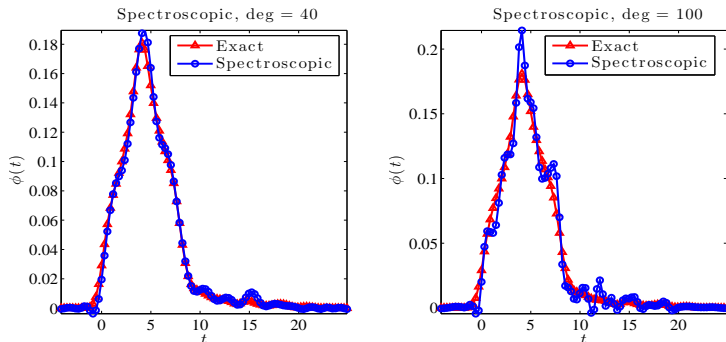 Spectroscopic, deg = 40
0.18
0.16
0.14
0.12
0.1
0.08
0.06
0.04
0.02
0
ϕ(t)
Exact
Spectroscopic
0 5 10 15 20
t
Spectroscopic, deg = 100
0.2
0.15
0.1
0.05
0
ϕ(t)
Exact
Spectroscopic
0 5 10 15 20
t